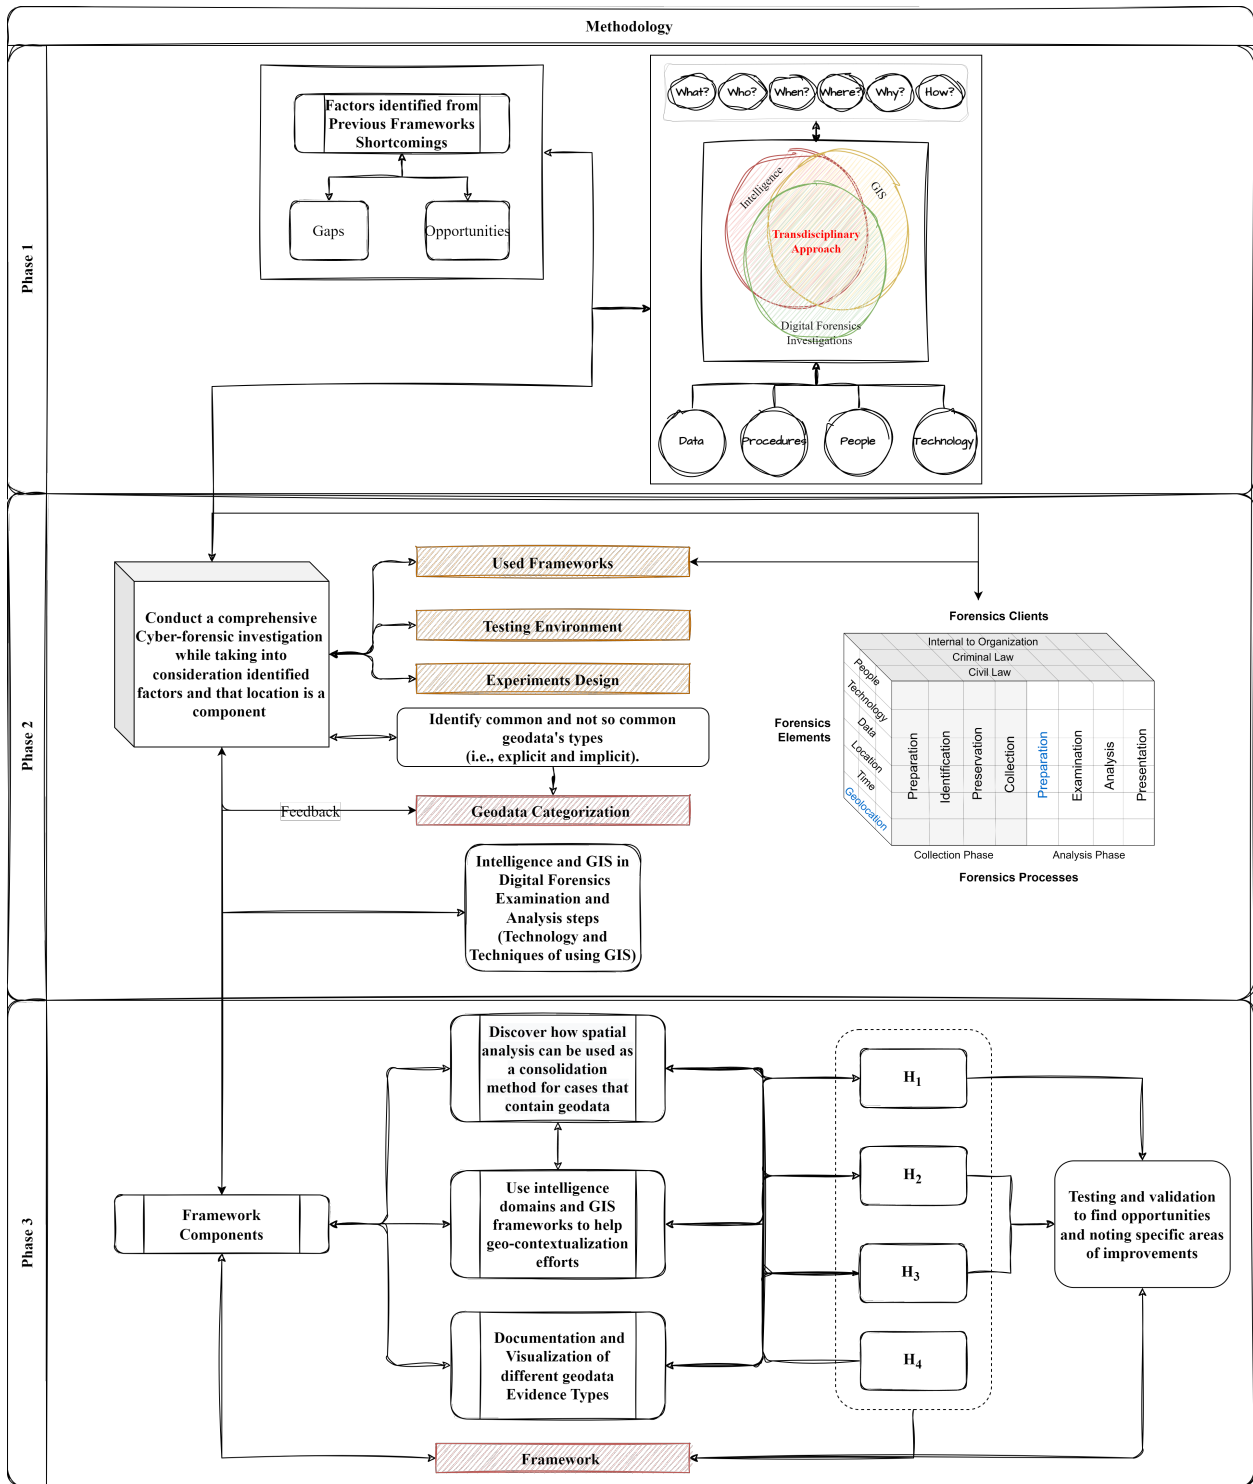 Methodology
Phase 1
Factors identified from
Previous Frameworks
Shortcomings
Gaps
Opportunities
What?
Who?
When?
Where?
Why?
How?
Intelligence
GIS
Transdisciplinary
Approach
Digital Forensics
Investigations
Data
Procedures
People
Technology
Phase 2
Conduct a comprehensive
Cyber-forensic investigation
while taking into
consideration identified
factors and that location is a
component
Used Frameworks
Testing Environment
Experiments Design
Identify common and not so common
geodata's types
(i.e., explicit and implicit).
Feedback
Geodata Categorization
Intelligence and GIS in
Digital Forensics
Examination and
Analysis steps
(Technology and
Techniques of using GIS)
Forensics Clients
Internal to Organization
Criminal Law
Civil Law
Forensics
Elements
People
Technology
Data
Location
Time
Geolocation
Preparation
Identification
Preservation
Collection
Preparation
Examination
Analysis
Presentation
Collection Phase
Analysis Phase
Forensics Processes
Phase 3
Framework
Components
Discover how spatial
analysis can be used as
a consolidation
method for cases that
contain geodata
Use intelligence
domains and GIS
frameworks to help
geo-contextualization
efforts
Documentation and
Visualization of
different geodata
Evidence Types
H1
H2
H3
H4
Testing and validation
to find opportunities
and noting specific areas
of improvements
Framework